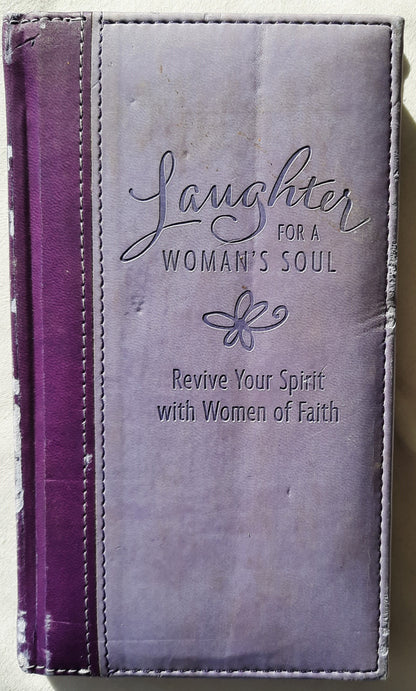 Laughter
FOR A
WOMAN'S SOUL
Revive Your Spirit
with Women of Faith